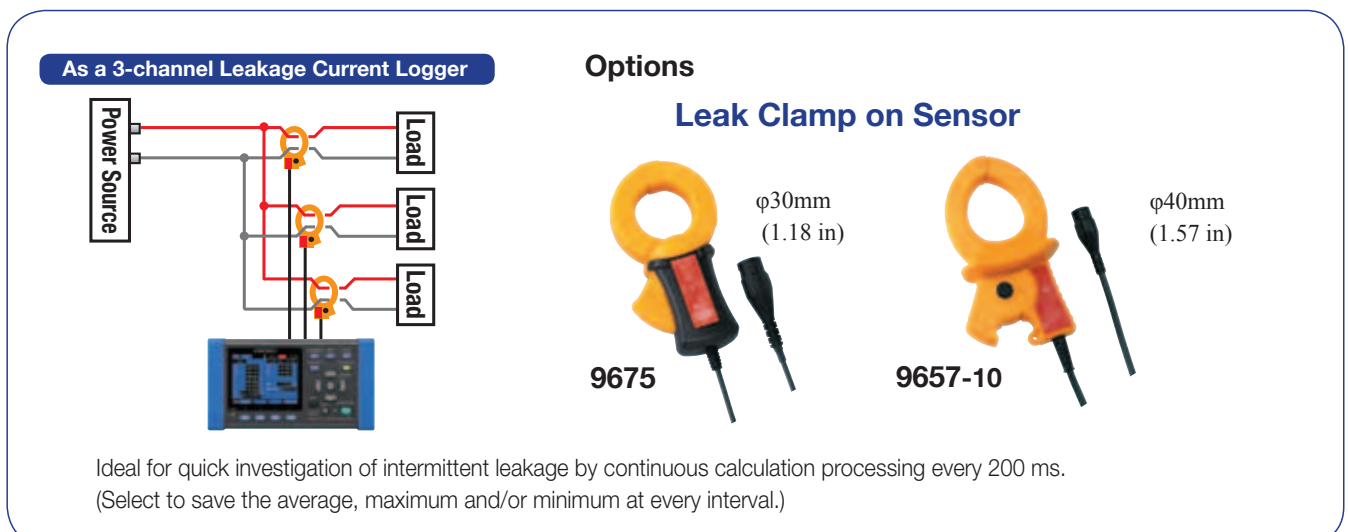 As a 3-channel Leakage Current Logger
Power Source
Load
Load
Load
Options
Leak Clamp on Sensor
φ30mm
(1.18 in)
9675
φ40mm
(1.57 in)
9657-10
Ideal for quick investigation of intermittent leakage by continuous calculation processing every 200 ms.
(Select to save the average, maximum and/or minimum at every interval.)